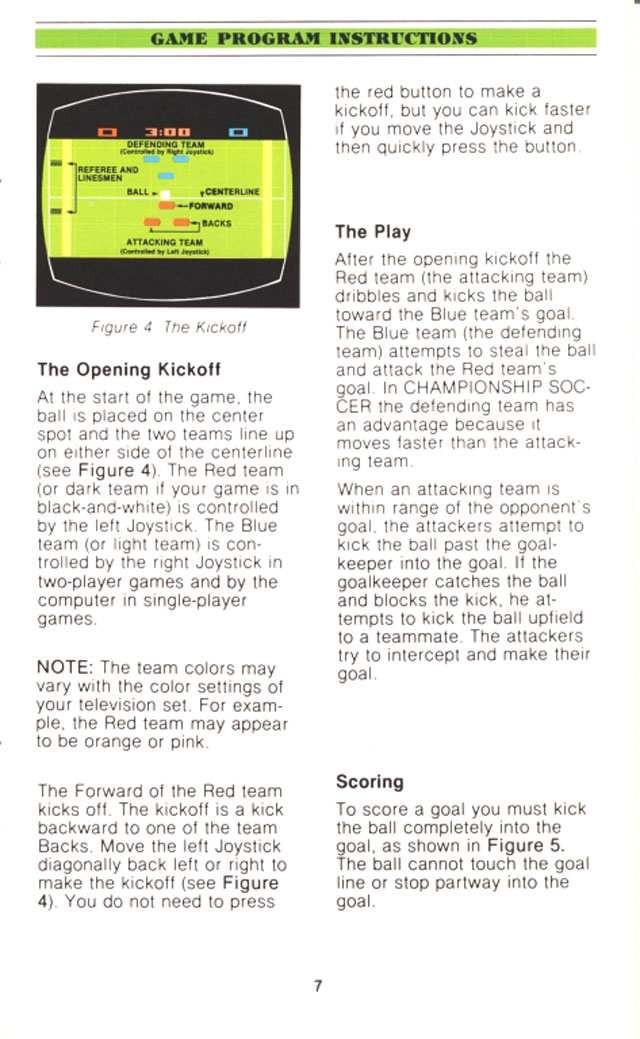 GAME PROGRAM INSTRUCTIONS
3:00
DEFENDING TEAM
(Controlled by Right Joystick)
REFEREE AND
LINESMEN
BALL
CENTERLINE
FORWARD
BACKS
ATTACKING TEAM
(Controlled by Left Joystick)
Figure 4 The Kickoff
The Opening Kickoff
At the start of the game, the
ball is placed on the center
spot and the two teams line up
on either side of the centerline
(see Figure 4). The Red team
(or dark team if your game is in
black-and-white) is controlled
by the left Joystick. The Blue
team (or light team) is con-
trolled by the right Joystick in
two-player games and by the
computer in single-player
games.
NOTE: The team colors may
vary with the color settings of
your television set. For exam-
ple, the Red team may appear
to be orange or pink.
The Forward of the Red team
kicks off. The kickoff is a kick
backward to one of the team
Backs. Move the left Joystick
diagonally back left or right to
make the kickoff (see Figure
4). You do not need to press
the red button to make a
kickoff, but you can kick faster
if you move the Joystick and
then quickly press the button.
The Play
After the opening kickoff the
Red team (the attacking team)
dribbles and kicks the ball
toward the Blue team's goal.
The Blue team (the defending
team) attempts to steal the ball
and attack the Red team's
goal. In CHAMPIONSHIP SOC-
CER the defending team has
an advantage because it
moves faster than the attack-
ing team.
When an attacking team is
within range of the opponent's
goal, the attackers attempt to
kick the ball past the goal-
keeper into the goal. If the
goalkeeper catches the ball
and blocks the kick, he at-
tempts to kick the ball upfield
to a teammate. The attackers
try to intercept and make their
goal.
Scoring
To score a goal you must kick
the ball completely into the
goal, as shown in Figure 5.
The ball cannot touch the goal
line or stop partway into the
goal.
7